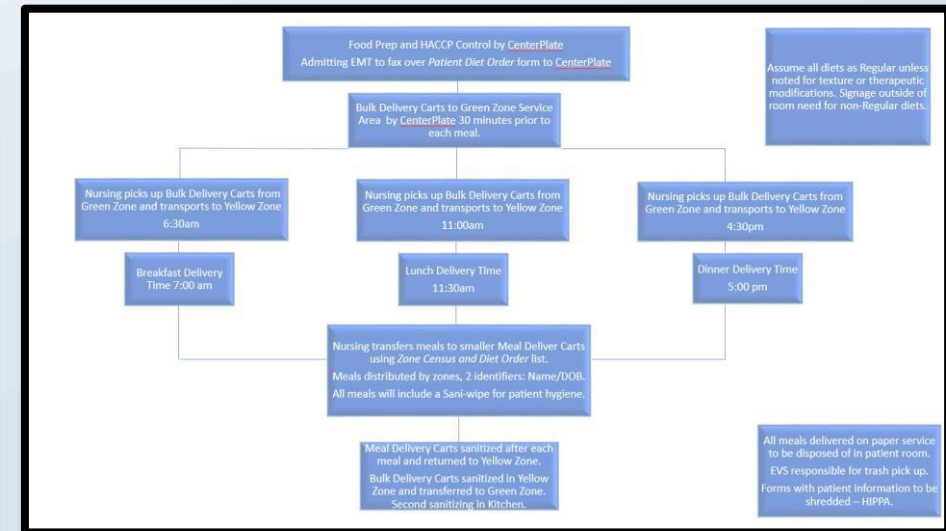 Food Prep and HACCP Control by CenterPlate
Admitting EMT to fax over Patient Diet Order form to CenterPlate
Assume all diets as Regular unless
noted for texture or therapeutic
modifications. Signage outside of
room need for non-Regular diets.
Bulk Delivery Carts to Green Zone Service
Area by CenterPlate 30 minutes prior to
each meal.
Nursing picks up Bulk Delivery Carts from
Green Zone and transports to Yellow Zone
6:30am
Nursing picks up Bulk Delivery Carts from
Green Zone and transports to Yellow Zone
11:00am
Nursing picks up Bulk Delivery Carts from
Green Zone and transports to Yellow Zone
4:30pm
Breakfast Delivery
Time 7:00 am
Lunch Delivery Time
11:30am
Dinner Delivery Time
5:00 pm
Nursing transfers meals to smaller Meal Deliver Carts
using Zone Census and Diet Order list.
Meals distributed by zones, 2 identifiers: Name/DOB.
All meals will include a Sani-wipe for patient hygiene.
Meal Delivery Carts sanitized after each
meal and returned to Yellow Zone.
Bulk Delivery Carts sanitized in Yellow
Zone and transferred to Green Zone.
Second sanitizing in Kitchen.
All meals delivered on paper service
to be disposed of in patient room.
EVS responsible for trash pick up.
Forms with patient information to be
shredded – HIPPA.